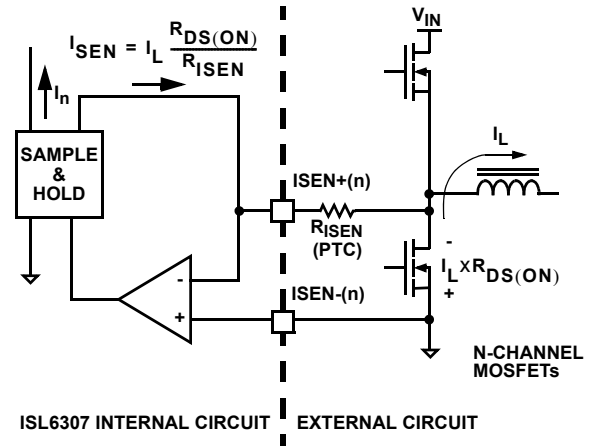 V_IN
I_SEN = I_L R_DS(ON) / R_ISEN
I_n
SAMPLE
&
HOLD
I_L
ISEN+(n)
R_ISEN
(PTC)
-
I_L x R_DS(ON)
+
-
+
ISEN-(n)
N-CHANNEL
MOSFETs
ISL6307 INTERNAL CIRCUIT
EXTERNAL CIRCUIT